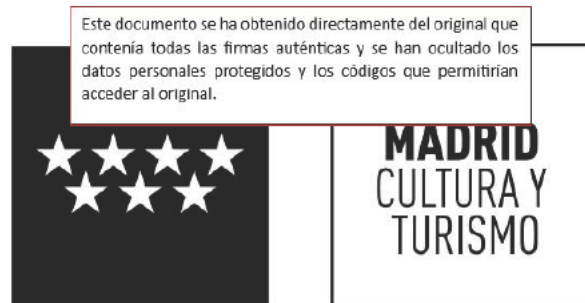 Este documento se ha obtenido directamente del original que
contenía todas las firmas auténticas y se han ocultado los
datos personales protegidos y los códigos que permitirían
acceder al original.
MADRID
CULTURA Y
TURISMO